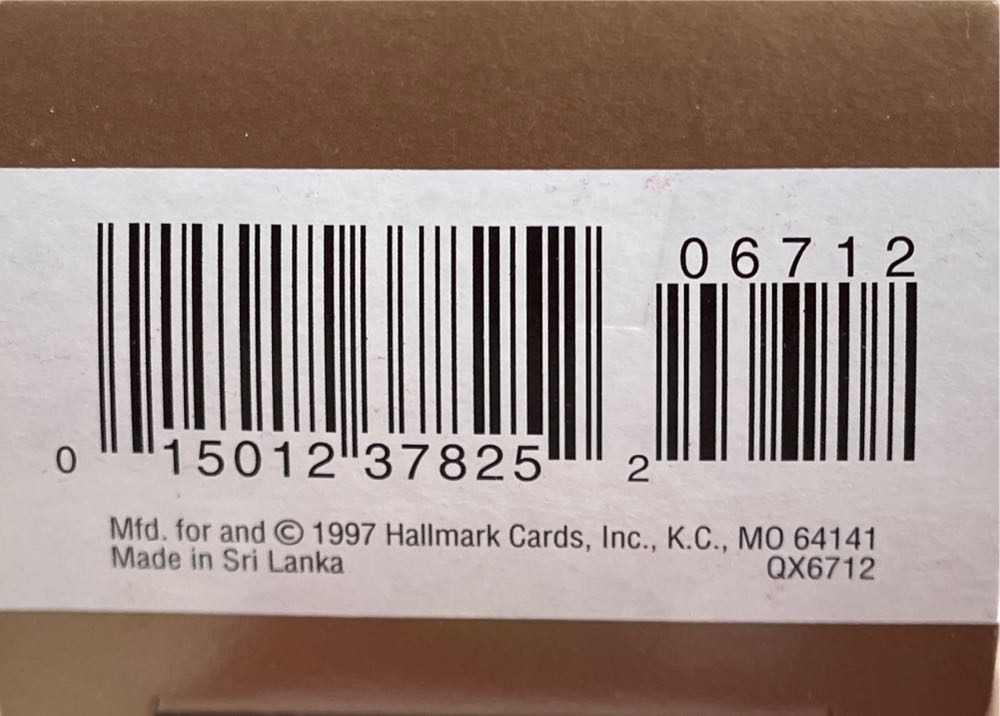 06712
0 15012 37825 2
Mfd. for and © 1997 Hallmark Cards, Inc., K.C., MO 64141
Made in Sri Lanka
QX6712